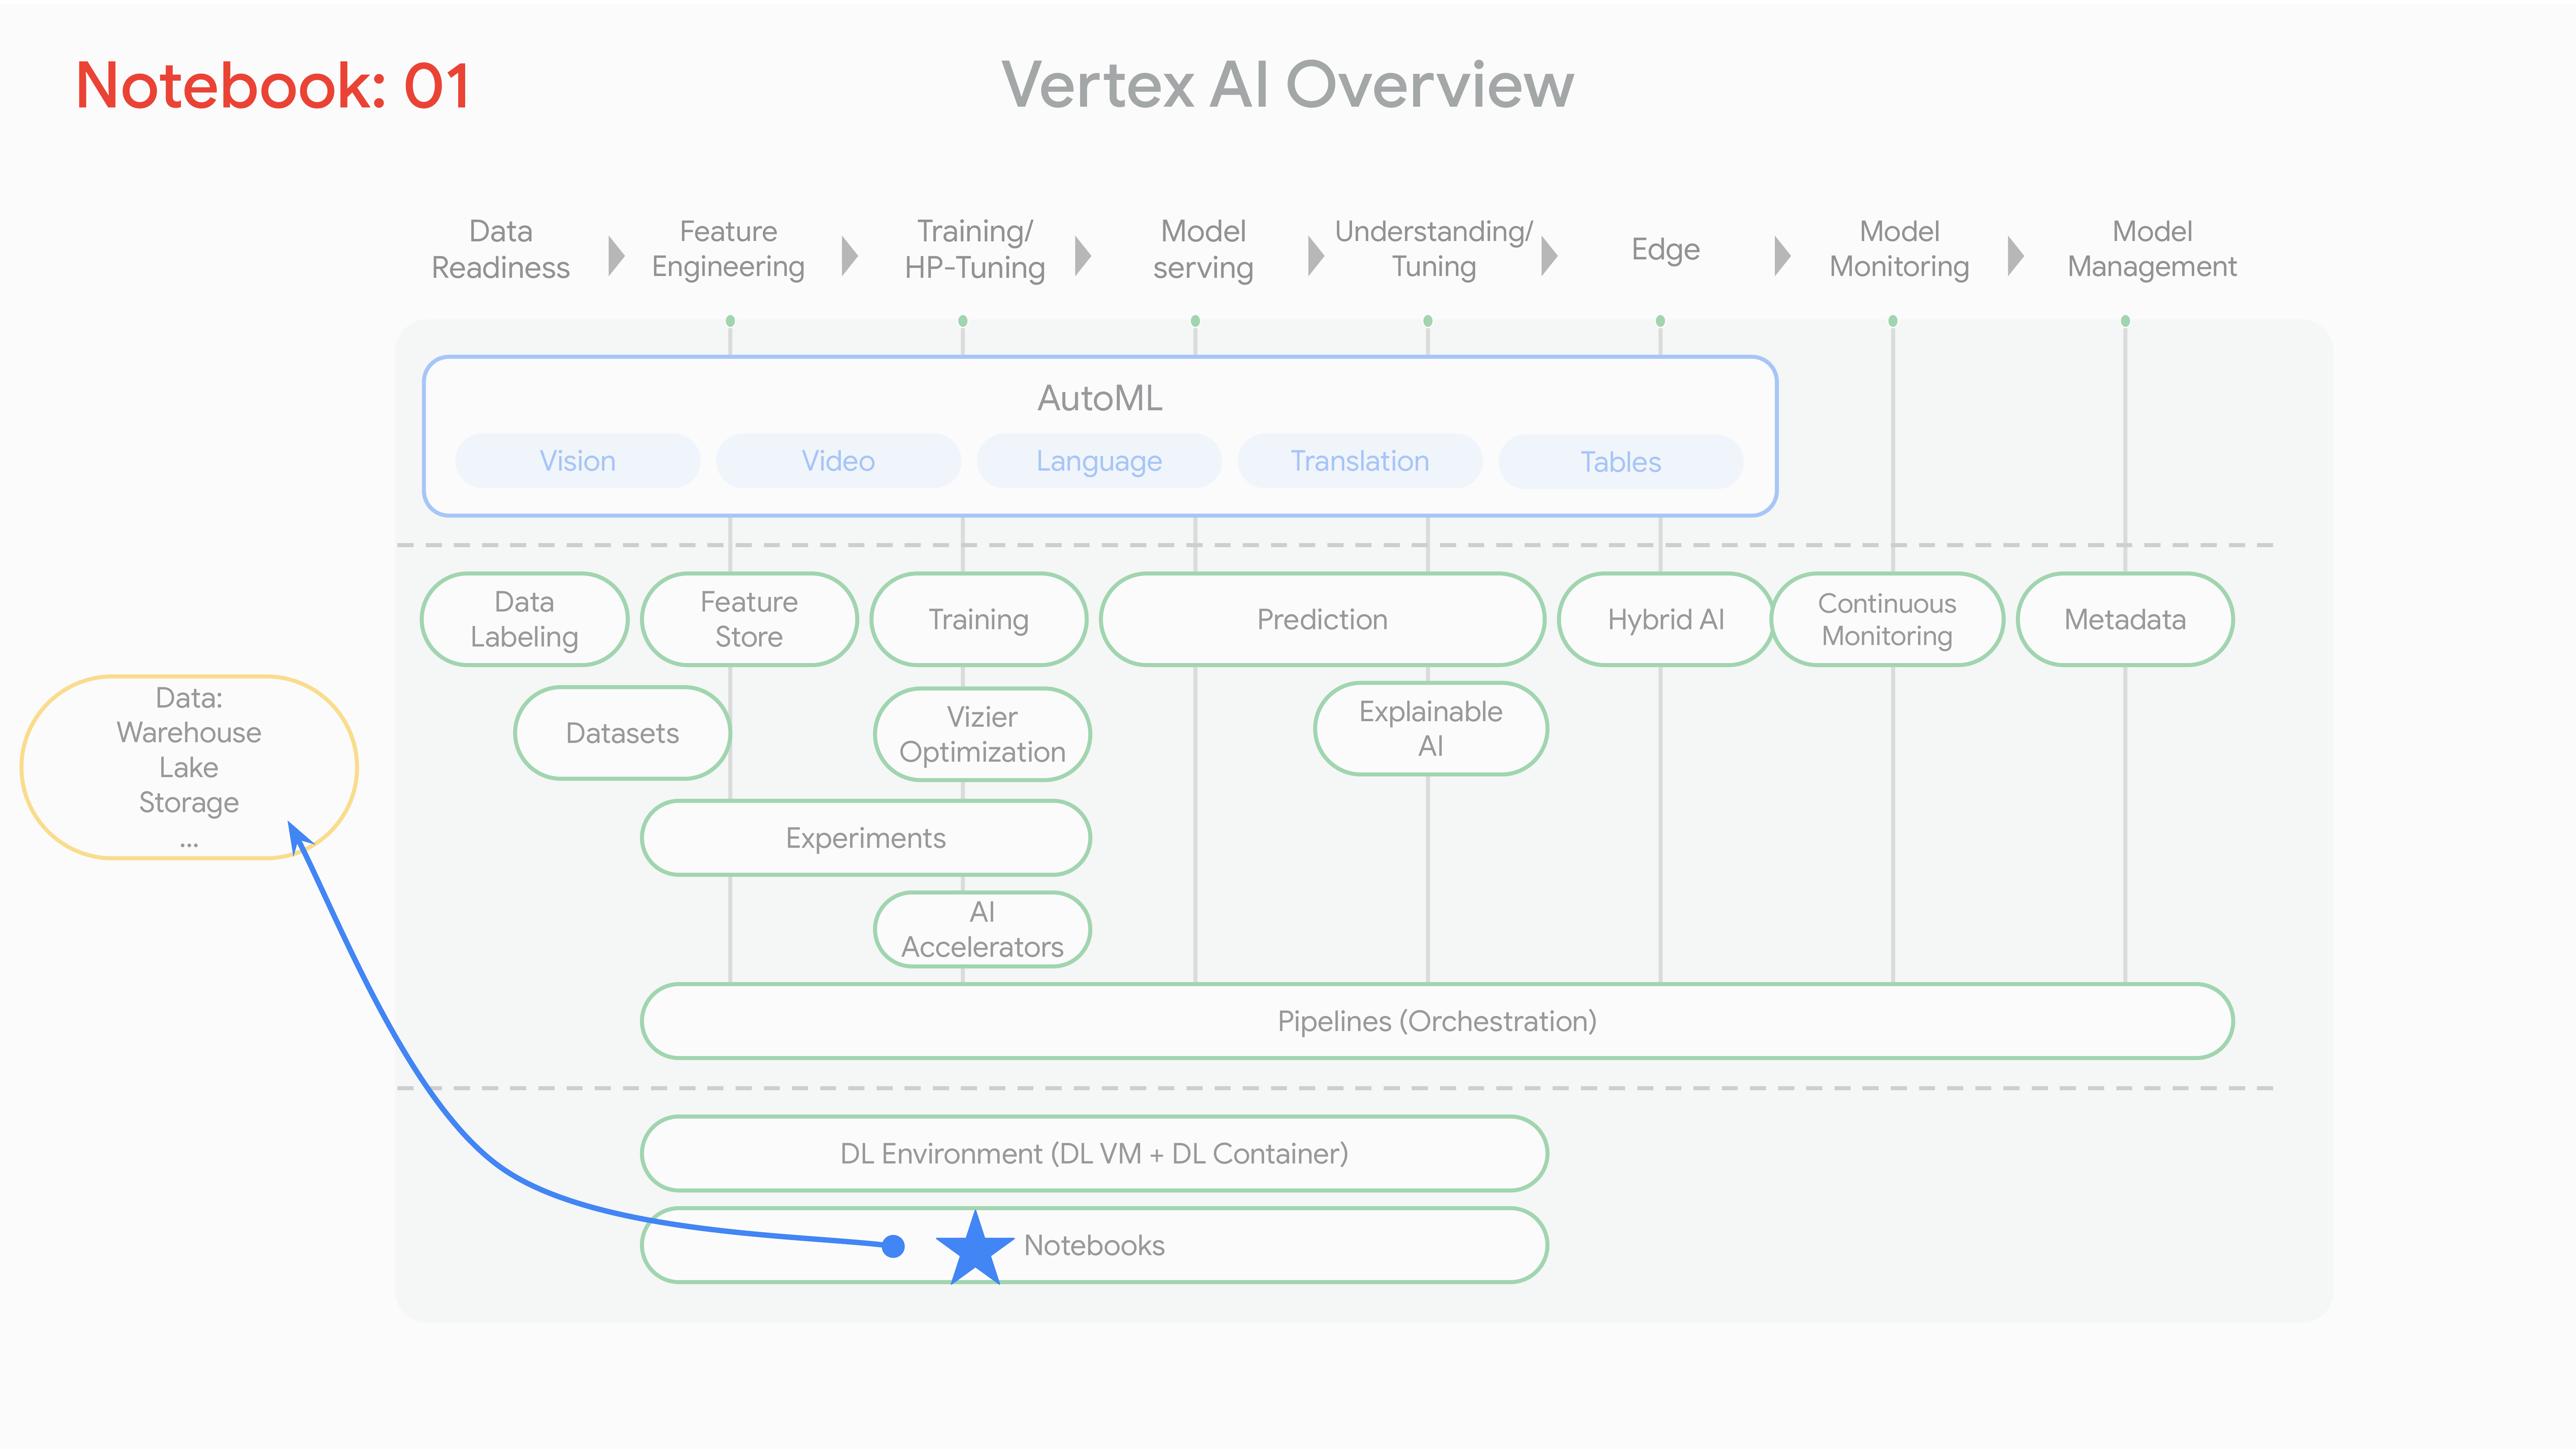 Notebook: 01
Vertex AI Overview
Data
Readiness
Feature
Engineering
Training/
HP-Tuning
Model
serving
Understanding/
Tuning
Edge
Model
Monitoring
Model
Management
AutoML
Vision
Video
Language
Translation
Tables
Data
Labeling
Feature
Store
Training
Prediction
Hybrid AI
Continuous
Monitoring
Metadata
Data:
Warehouse
Lake
Storage
...
Datasets
Vizier
Optimization
Explainable
AI
Experiments
AI
Accelerators
Pipelines (Orchestration)
DL Environment (DL VM + DL Container)
Notebooks